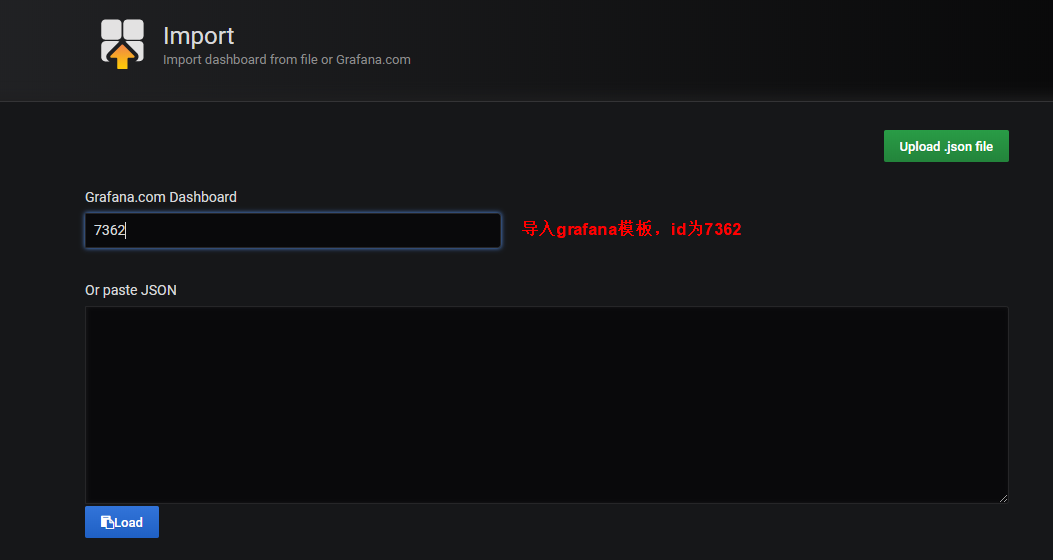 Import
Import dashboard from file or Grafana.com
Upload .json file
Grafana.com Dashboard
7362
导入grafana模板，id为7362
Or paste JSON
Load